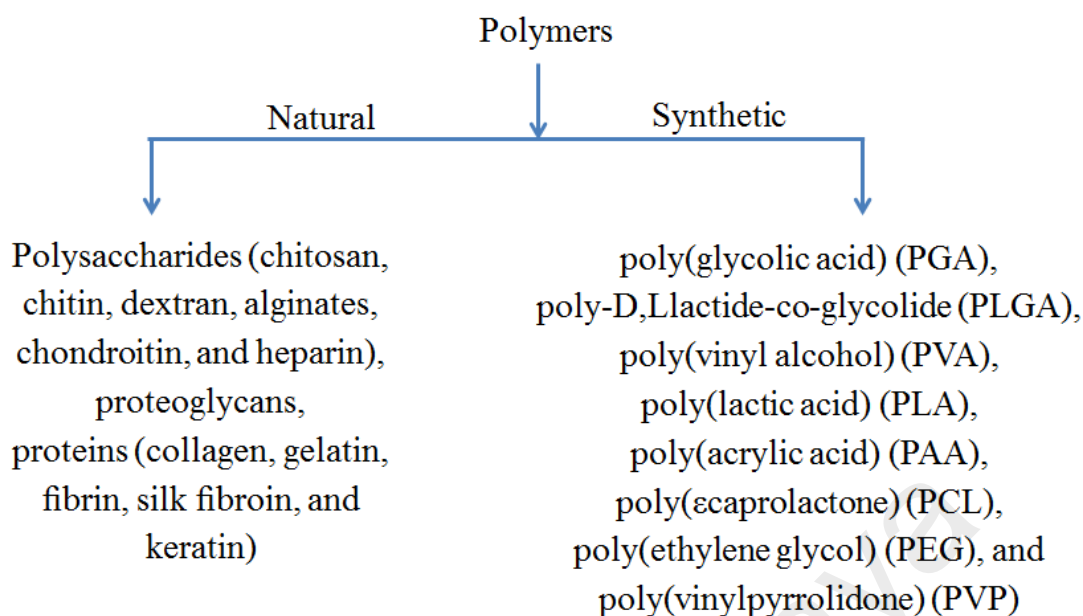 Polymers
Natural
Synthetic
Polysaccharides (chitosan,
chitin, dextran, alginates,
chondroitin, and heparin),
proteoglycans,
proteins (collagen, gelatin,
fibrin, silk fibroin, and
keratin)
poly(glycolic acid) (PGA),
poly-D,Llactide-co-glycolide (PLGA),
poly(vinyl alcohol) (PVA),
poly(lactic acid) (PLA),
poly(acrylic acid) (PAA),
poly(εcaprolactone) (PCL),
poly(ethylene glycol) (PEG), and
poly(vinylpyrrolidone) (PVP)